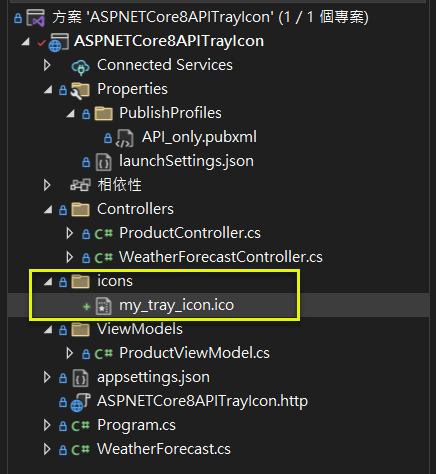 方案 'ASPNETCore8APITrayIcon' (1 / 1 個專案)
ASPNETCore8APITrayIcon
Connected Services
Properties
PublishProfiles
API_only.pubxml
launchSettings.json
相依性
Controllers
C# ProductController.cs
C# WeatherForecastController.cs
icons
my_tray_icon.ico
ViewModels
C# ProductViewModel.cs
appsettings.json
ASPNETCore8APITrayIcon.http
C# Program.cs
C# WeatherForecast.cs